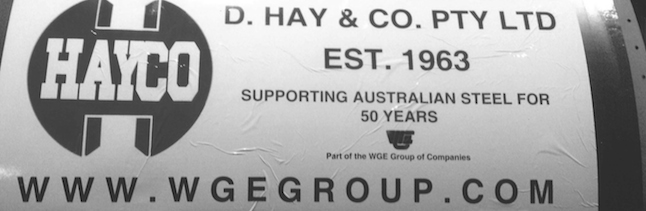 HAYCO
D. HAY & CO. PTY LTD
EST. 1963
SUPPORTING AUSTRALIAN STEEL FOR
50 YEARS
Part of the WGE Group of Companies
WWW.WGEGROUP.COM